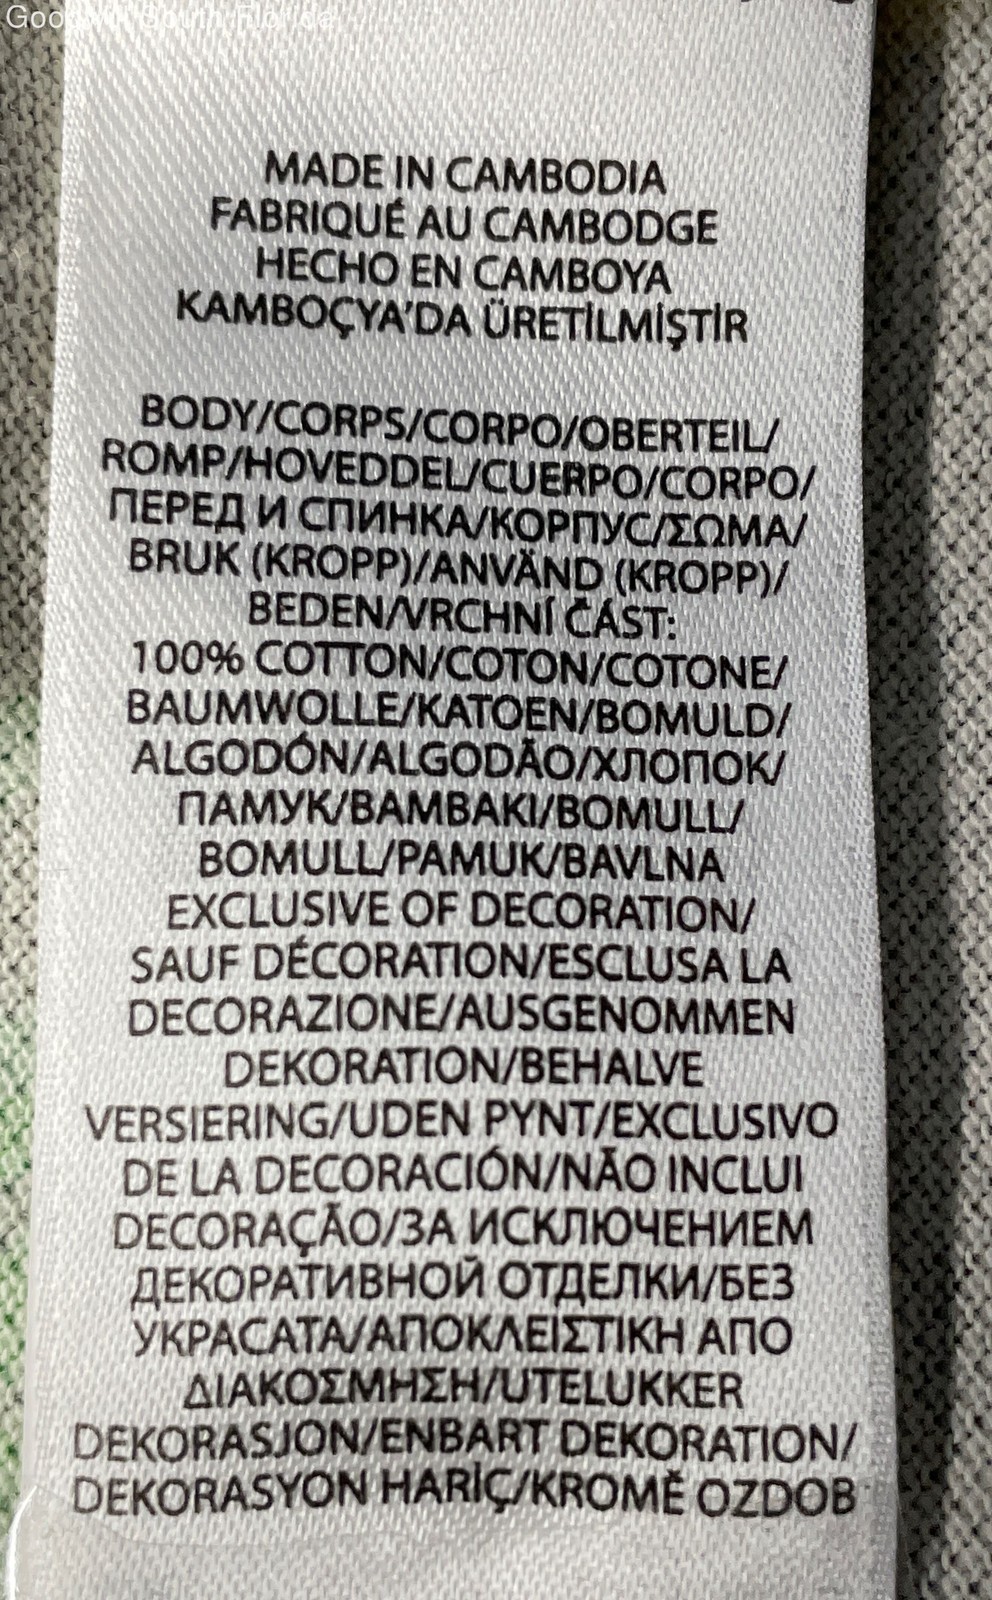 Goodwill South Florida
MADE IN CAMBODIA
FABRIQUÉ AU CAMBODGE
HECHO EN CAMBOYA
KAMBOÇYA'DA ÜRETİLMİŞTİR
BODY/CORPS/CORPO/OBERTEIL/
ROMP/HOVEDDEL/CUERPO/CORPO/
ПЕРЕД И СПИНКА/КОРПУС/ΣΩΜΑ/
BRUK (KROPP)/ANVÄND (KROPP)/
BEDEN/VRCHNÍ ČÁST:
100% COTTON/COTON/COTONE/
BAUMWOLLE/KATOEN/BOMULD/
ALGODÓN/ALGODÃO/ХЛОПОК/
ПАМУК/ΒΑΜΒΑΚΙ/BOMULL/
BOMULL/PAMUK/BAVLNA
EXCLUSIVE OF DECORATION/
SAUF DÉCORATION/ESCLUSA LA
DECORAZIONE/AUSGENOMMEN
DEKORATION/BEHALVE
VERSIERING/UDEN PYNT/EXCLUSIVO
DE LA DECORACIÓN/NÃO INCLUI
DECORAÇÃO/ЗА ИСКЛЮЧЕНИЕМ
ДЕКОРАТИВНОЙ ОТДЕЛКИ/БЕЗ
УКРАСАТА/ΑΠΟΚΛΕΙΣΤΙΚΗ ΑΠΟ
ΔΙΑΚΟΣΜΗΣΗ/UTELUKKER
DEKORASJON/ENBART DEKORATION/
DEKORASYON HARİÇ/KROMĚ OZDOB